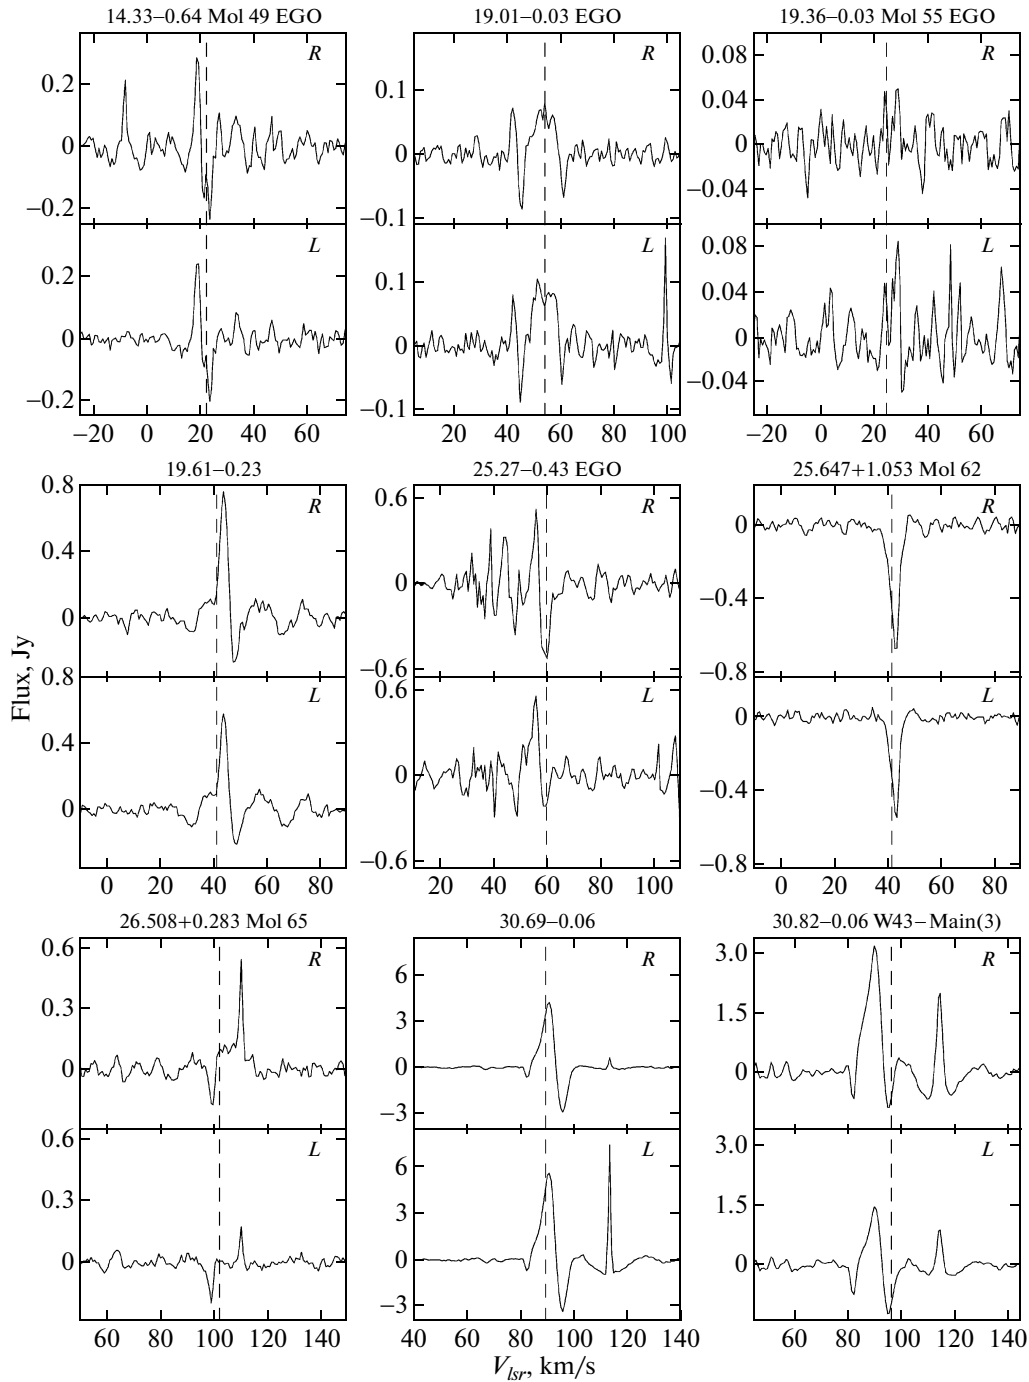 14.33–0.64 Mol 49 EGO
19.01–0.03 EGO
19.36–0.03 Mol 55 EGO
R
0.2
0
–0.2
R
0.1
0
–0.1
R
0.08
0.04
0
–0.04
L
0.2
0
–0.2
L
0.1
0
–0.1
L
0.08
0.04
0
–0.04
–20 0 20 40 60
20 40 60 80 100
–20 0 20 40 60
19.61–0.23
25.27–0.43 EGO
25.647+1.053 Mol 62
R
0.8
0.4
0
R
0.6
0
–0.6
R
0
–0.4
–0.8
L
0.8
0.4
0
L
0.6
0
–0.6
L
0
–0.4
–0.8
0 20 40 60 80
20 40 60 80 100
0 20 40 60 80
Flux, Jy
26.508+0.283 Mol 65
30.69–0.06
30.82–0.06 W43–Main(3)
R
0.6
0.3
0
R
6
3
0
–3
R
3.0
1.5
0
L
0.6
0.3
0
L
6
3
0
–3
L
3.0
1.5
0
60 80 100 120 140
40 60 80 100 120 140
60 80 100 120 140
Vlsr, km/s